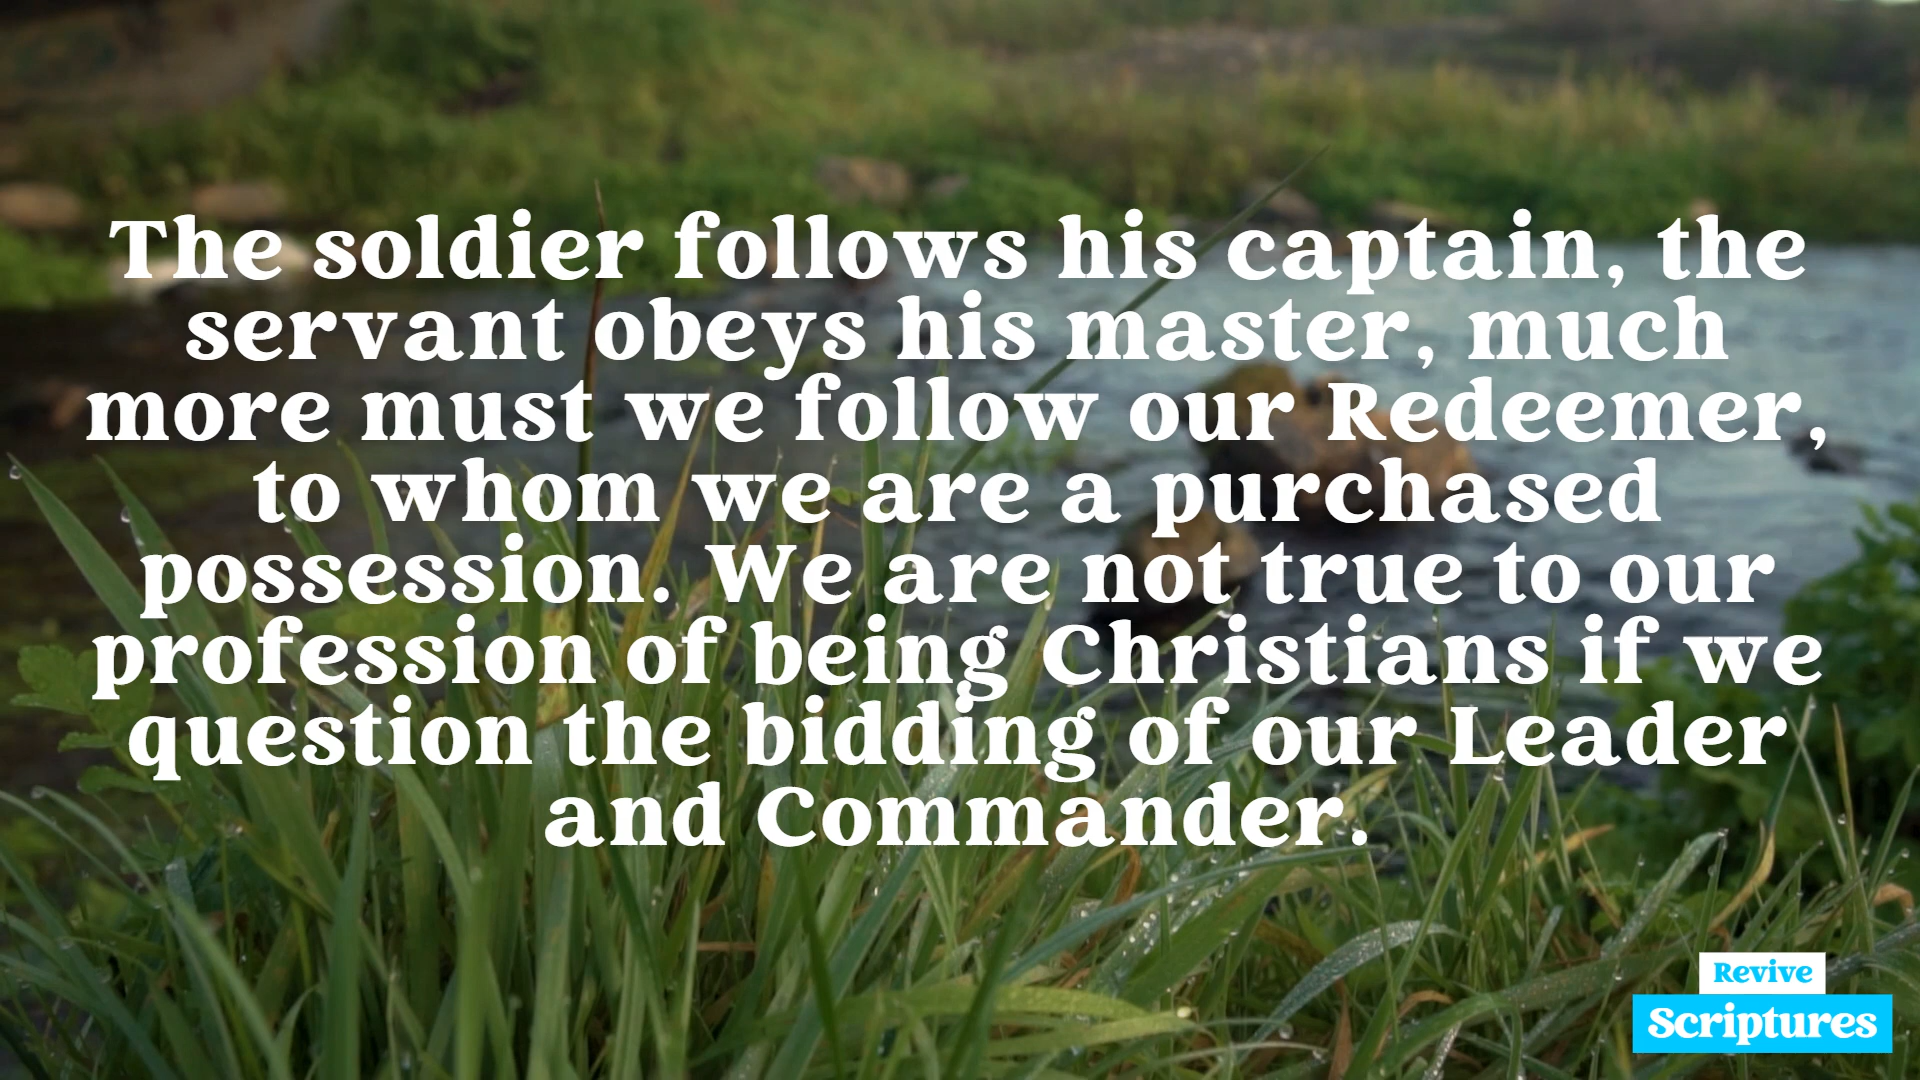 The soldier follows his captain, the
servant obeys his master, much
more must we follow our Redeemer,
to whom we are a purchased
possession. We are not true to our
profession of being Christians if we
question the bidding of our Leader
and Commander.
Revive
Scriptures